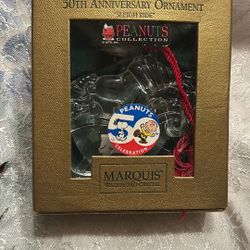 50TH ANNIVERSARY ORNAMENT
"SLEIGH RIDE"
PEANUTS
COLLECTION
PEANUTS
50
CELEBRATION
MARQUIS
WATERFORD CRYSTAL